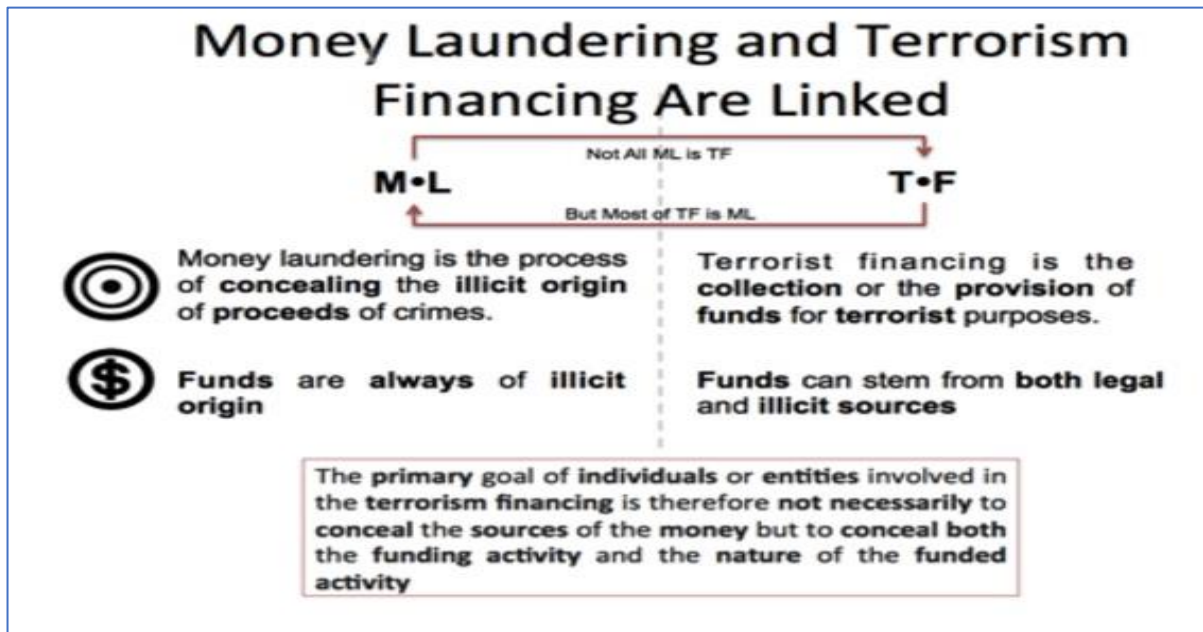 Money Laundering and Terrorism
Financing Are Linked
Not All ML is TF
M•L
T•F
But Most of TF is ML
Money laundering is the process
of concealing the illicit origin
of proceeds of crimes.
Terrorist financing is the
collection or the provision of
funds for terrorist purposes.
$
Funds are always of illicit
origin
Funds can stem from both legal
and illicit sources
The primary goal of individuals or entities involved in
the terrorism financing is therefore not necessarily to
conceal the sources of the money but to conceal both
the funding activity and the nature of the funded
activity